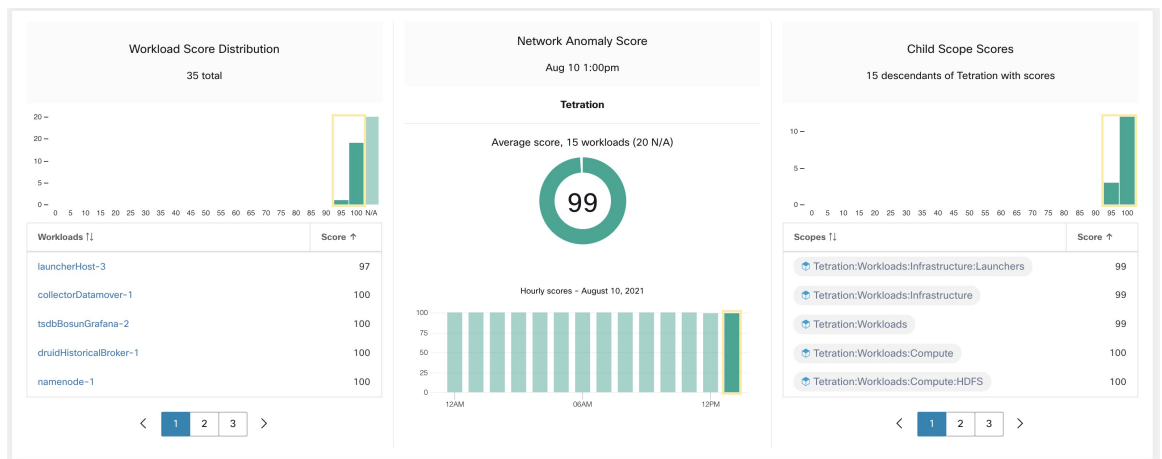 Workload Score Distribution
35 total
20
20
10
5
0
0 5 10 15 20 25 30 35 40 45 50 55 60 65 70 75 80 85 90 95 100 N/A
Workloads Score
launcherHost-3 97
collectorDatamover-1 100
tsdbBosunGrafana-2 100
druidHistoricalBroker-1 100
namenode-1 100
1 2 3
Network Anomaly Score
Aug 10 1:00pm
Tetration
Average score, 15 workloads (20 N/A)
99
Hourly scores - August 10, 2021
100
75
50
25
0
12AM 06AM 12PM
Child Scope Scores
15 descendants of Tetration with scores
10
5
0
0 5 10 15 20 25 30 35 40 45 50 55 60 65 70 75 80 85 90 95 100
Scopes Score
Tetration:Workloads:Infrastructure:Launchers 99
Tetration:Workloads:Infrastructure 99
Tetration:Workloads 99
Tetration:Workloads:Compute 100
Tetration:Workloads:Compute:HDFS 100
1 2 3